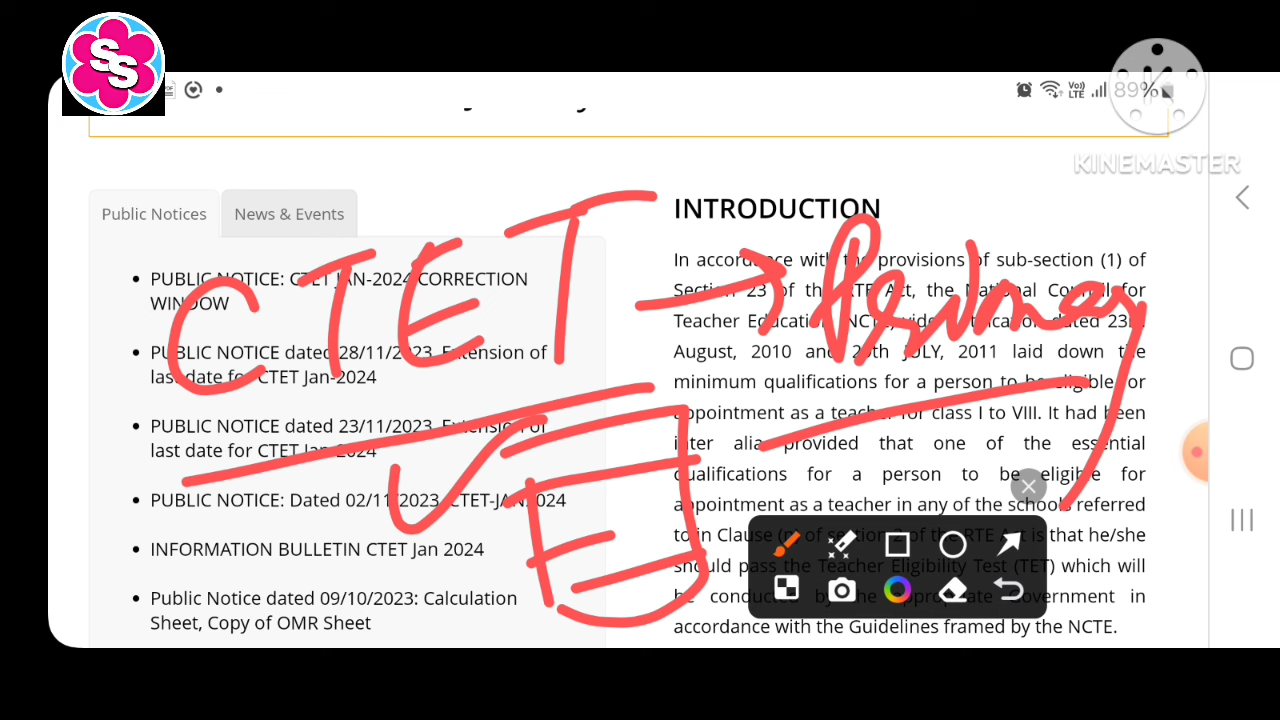 SS
89%
KINEMASTER
Public Notices
News & Events
PUBLIC NOTICE: CTET JAN-2024 CORRECTION
WINDOW
PUBLIC NOTICE dated 28/11/2023 Extension of
last date for CTET Jan-2024
PUBLIC NOTICE dated 23/11/2023 Extension of
last date for CTET Jan-2024
PUBLIC NOTICE: Dated 02/11/2023 CTET-JAN 2024
INFORMATION BULLETIN CTET Jan 2024
Public Notice dated 09/10/2023: Calculation
Sheet, Copy of OMR Sheet
CTET → Primary
INTRODUCTION
In accordance with the provisions of sub-section (1) of
Section 23 of the RTE Act, the National Council for
Teacher Education NCTE, vide dated 23rd
August, 2010 and 29th JULY, 2011 laid down the
minimum qualifications for a person to be eligible for
appointment as a teacher for class I to VIII. It had been
inter alia provided that one of the essential
qualifications for a person to be eligible for
appointment as a teacher in any of the schools referred
to in Clause of section 2 of the RTE Act is that he/she
should pass the Teacher Eligibility Test (TET) which will
be conducted by the appropriate Government in
accordance with the Guidelines framed by the NCTE.